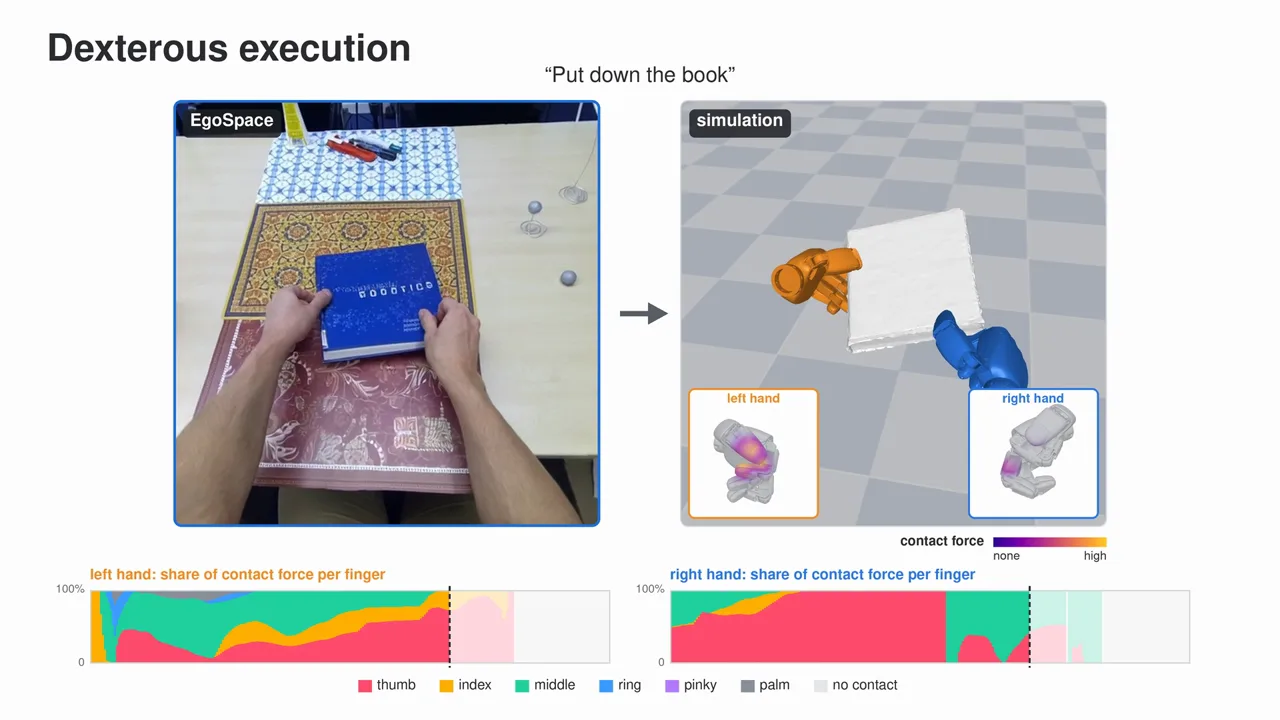 Dexterous execution
“Put down the book”
EgoSpace
simulation
ROBOTICS
left hand
right hand
contact force
none
high
left hand: share of contact force per finger
100%
0
right hand: share of contact force per finger
100%
0
thumb
index
middle
ring
pinky
palm
no contact